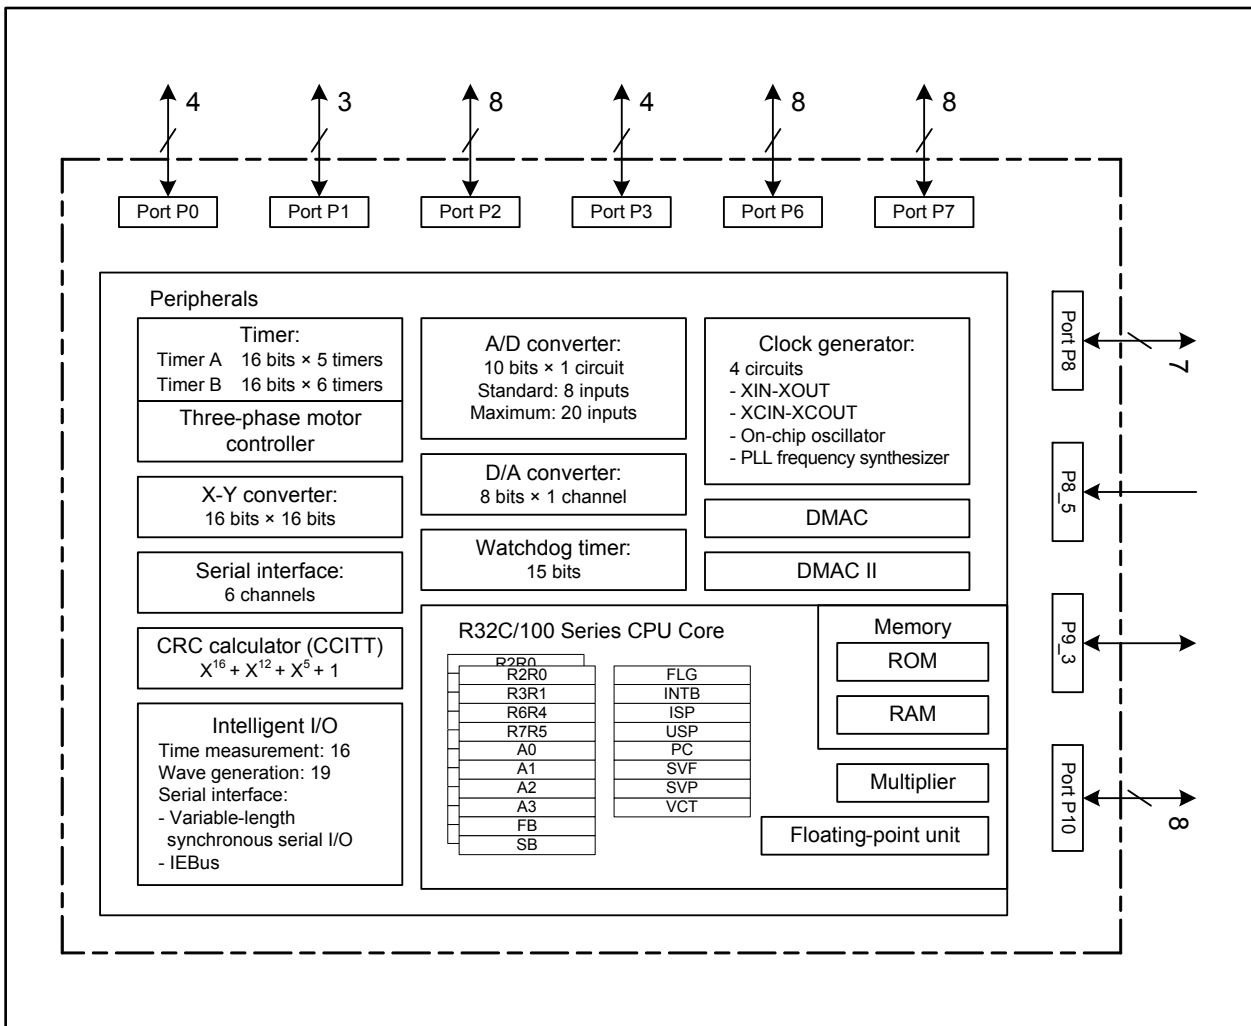 4
3
8
4
8
8
Port P0
Port P1
Port P2
Port P3
Port P6
Port P7
Peripherals
Timer:
Timer A 16 bits × 5 timers
Timer B 16 bits × 6 timers
Three-phase motor
controller
X-Y converter:
16 bits × 16 bits
Serial interface:
6 channels
CRC calculator (CCITT)
X^16 + X^12 + X^5 + 1
Intelligent I/O
Time measurement: 16
Wave generation: 19
Serial interface:
- Variable-length
synchronous serial I/O
- IEBus
A/D converter:
10 bits × 1 circuit
Standard: 8 inputs
Maximum: 20 inputs
D/A converter:
8 bits × 1 channel
Watchdog timer:
15 bits
Clock generator:
4 circuits
- XIN-XOUT
- XCIN-XCOUT
- On-chip oscillator
- PLL frequency synthesizer
DMAC
DMAC II
R32C/100 Series CPU Core
R2R0
R2R0
R3R1
R6R4
R7R5
A0
A1
A2
A3
FB
SB
FLG
INTB
ISP
USP
PC
SVF
SVP
VCT
Memory
ROM
RAM
Multiplier
Floating-point unit
Port P8
7
P8_5
P9_3
Port P10
8